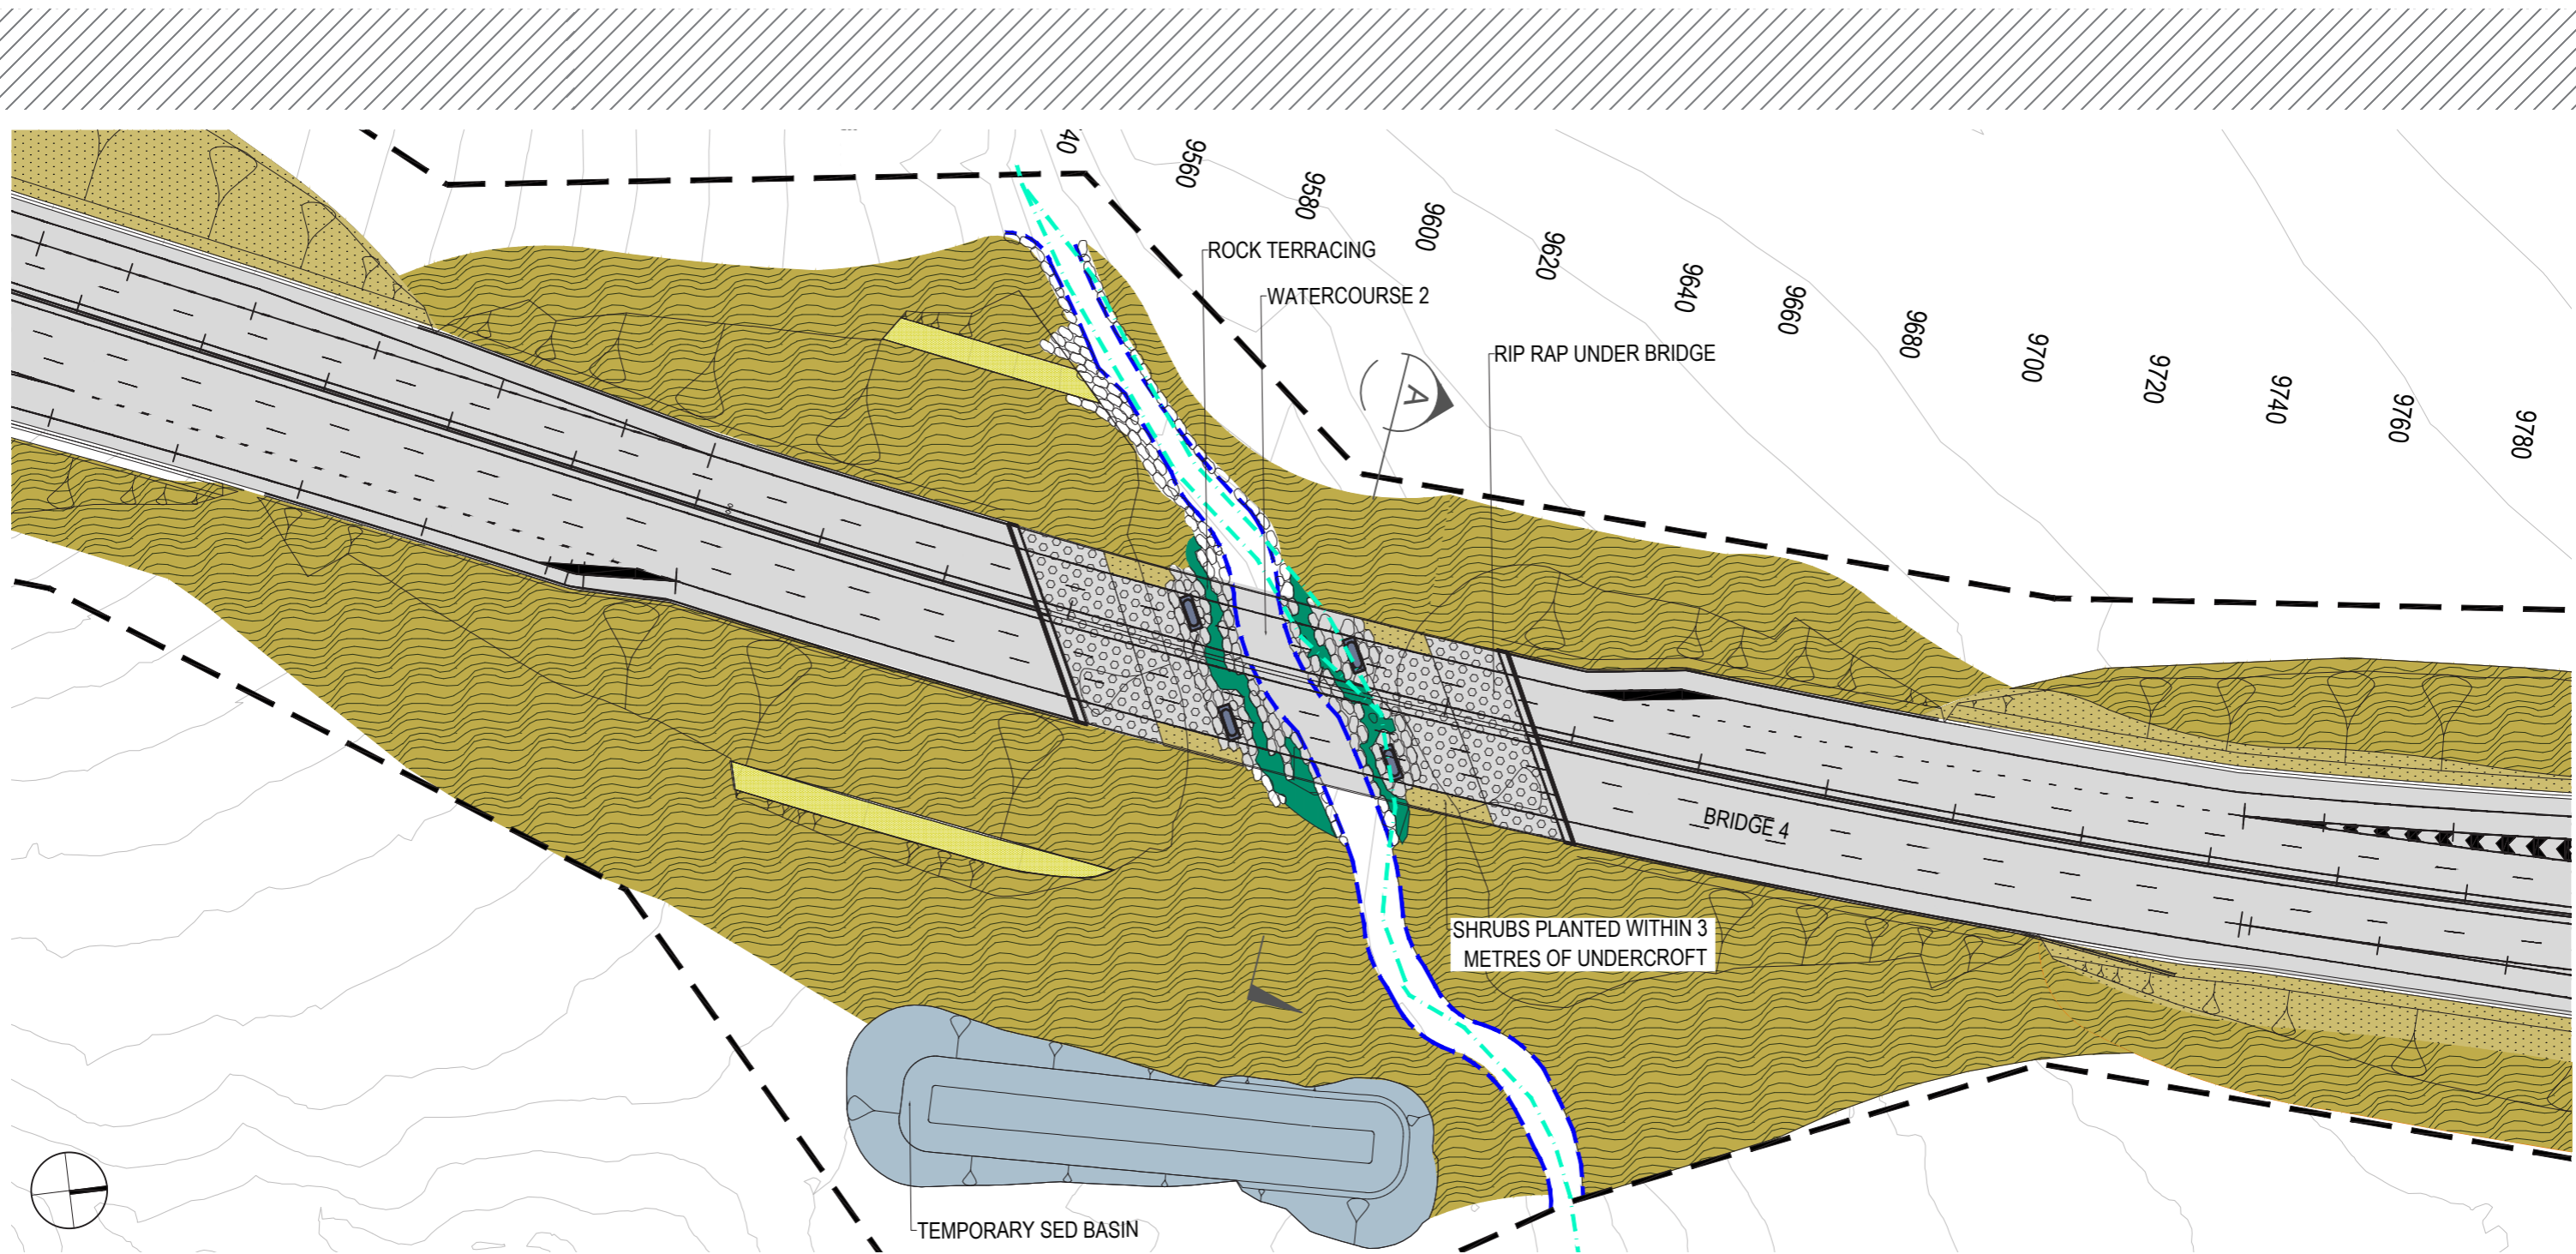 40
9560
9580
9600
9620
9640
9660
9680
9700
9720
9740
9760
9780
ROCK TERRACING
WATERCOURSE 2
RIP RAP UNDER BRIDGE
A
BRIDGE 4
SHRUBS PLANTED WITHIN 3
METRES OF UNDERCROFT
TEMPORARY SED BASIN